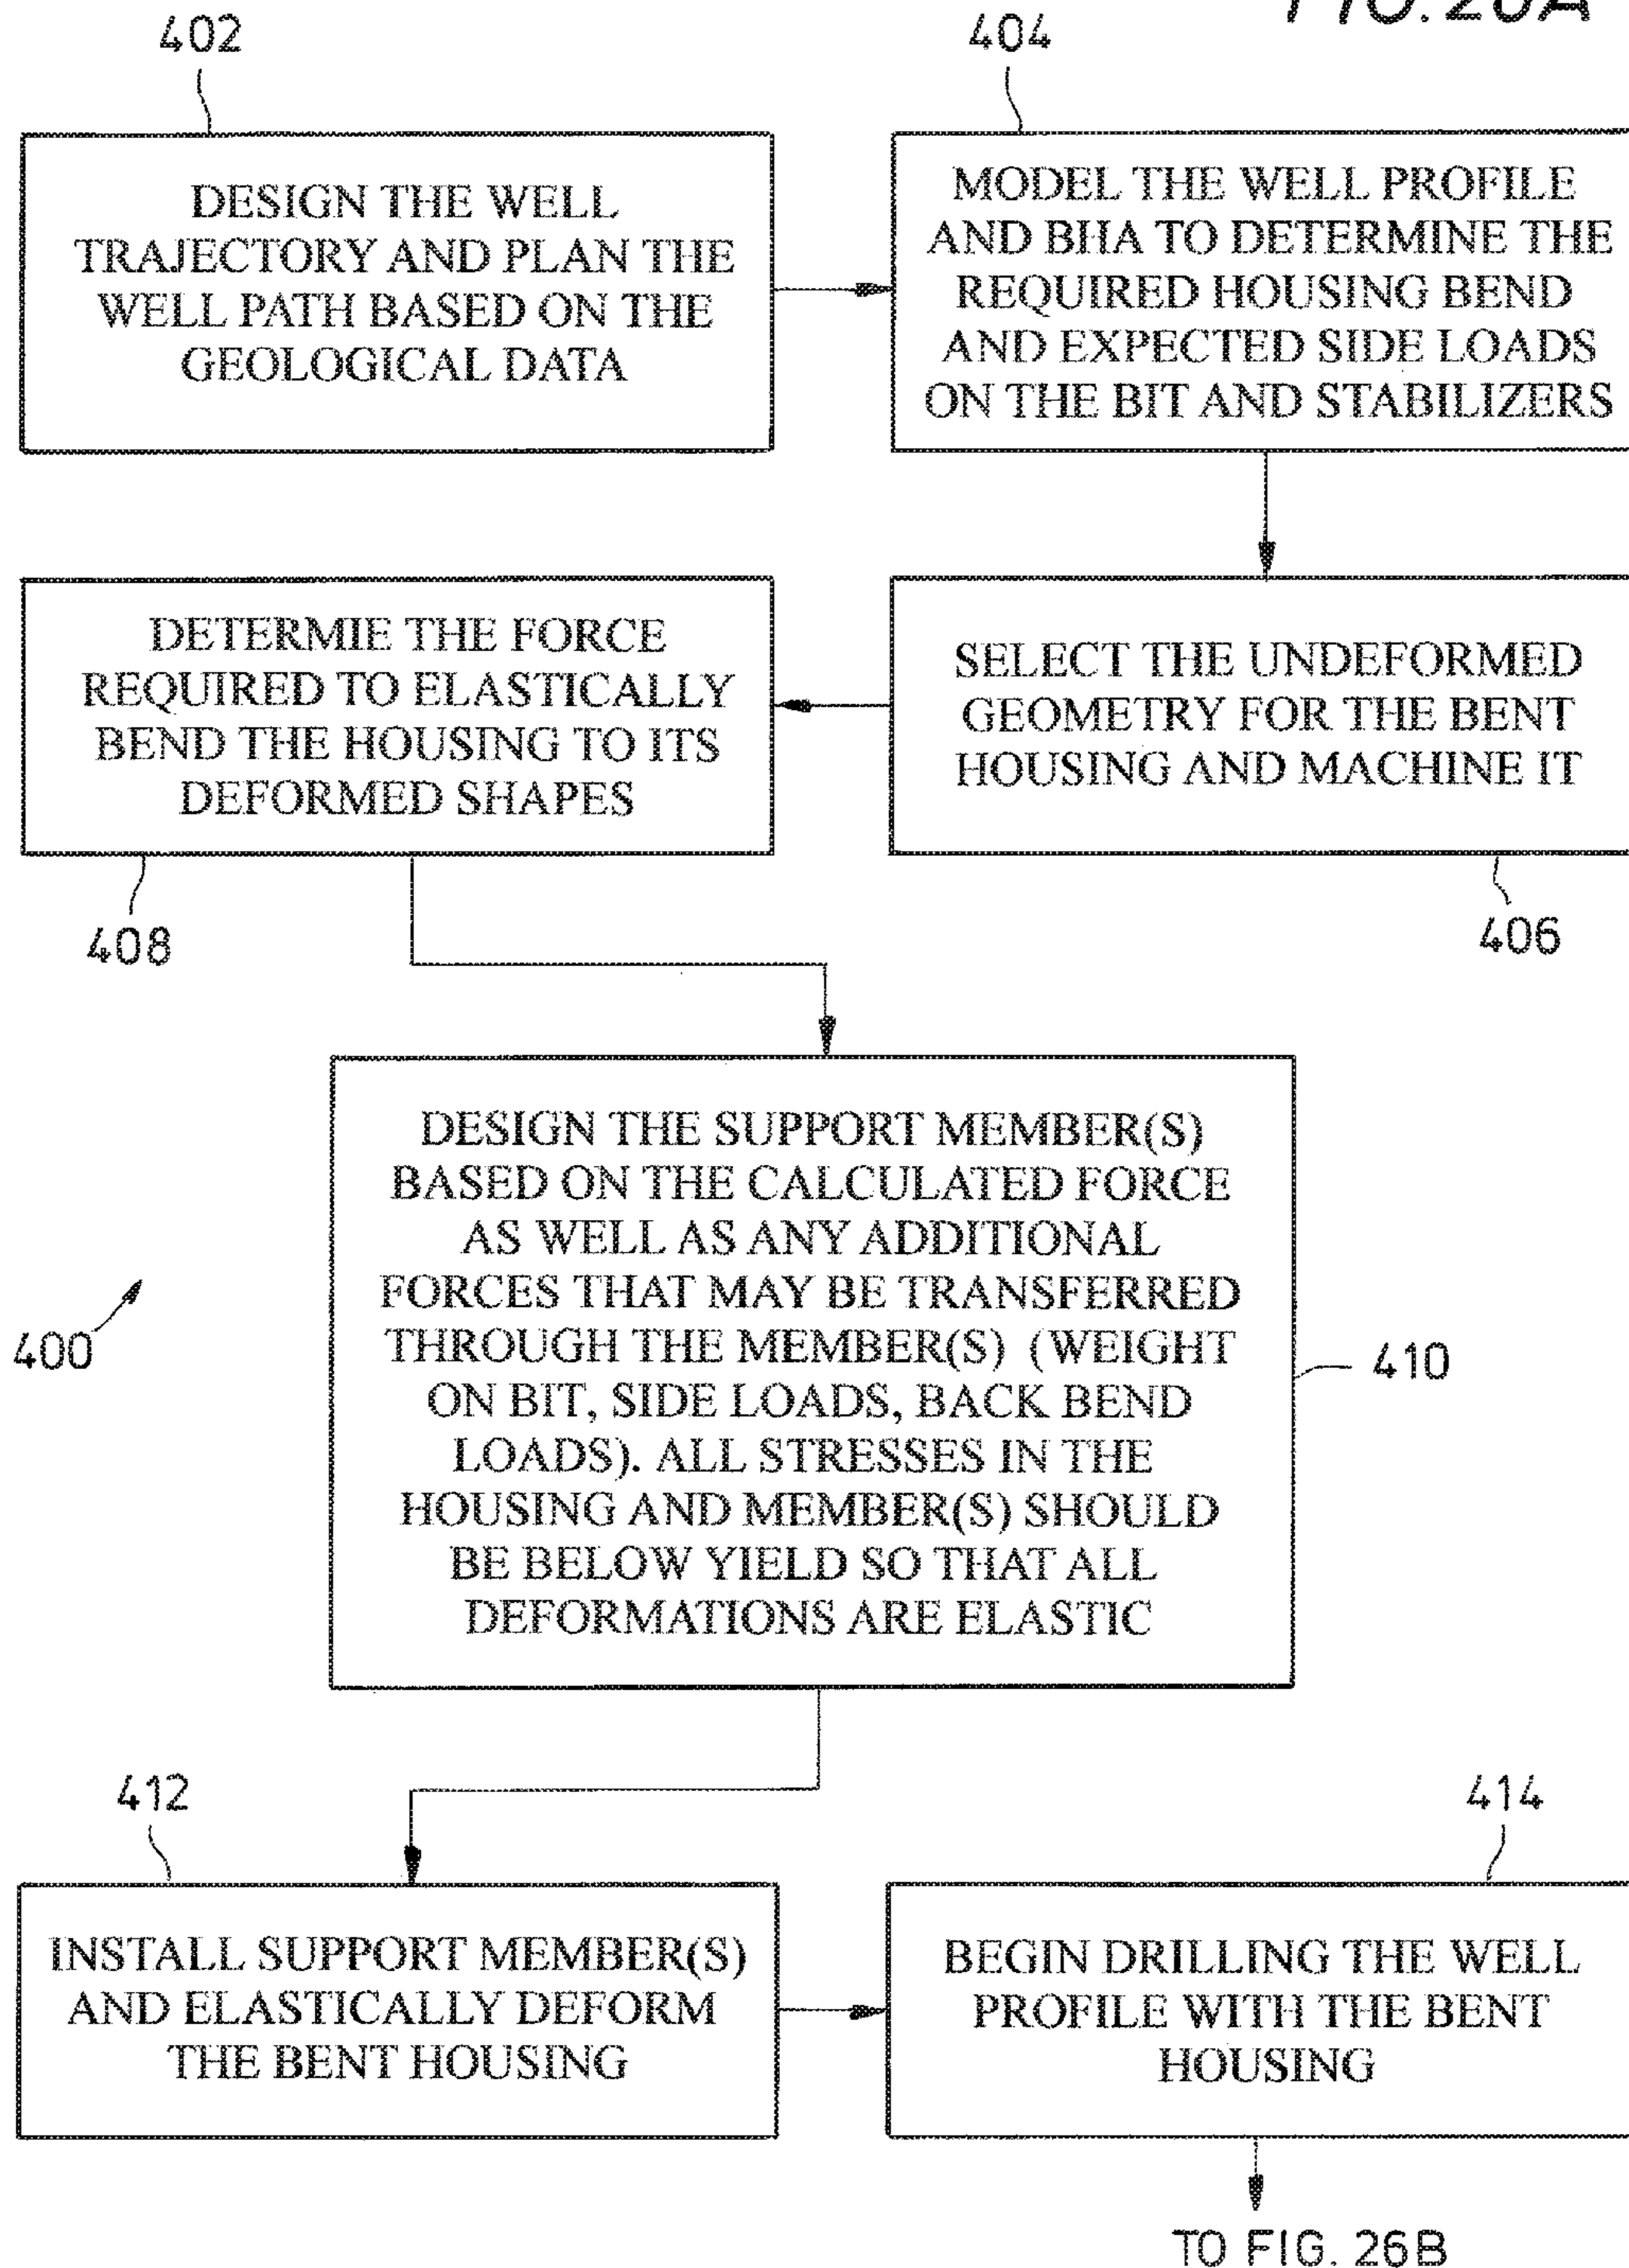 FIG. 26A
402
DESIGN THE WELL
TRAJECTORY AND PLAN THE
WELL PATH BASED ON THE
GEOLOGICAL DATA
404
MODEL THE WELL PROFILE
AND BHA TO DETERMINE THE
REQUIRED HOUSING BEND
AND EXPECTED SIDE LOADS
ON THE BIT AND STABILIZERS
SELECT THE UNDEFORMED
GEOMETRY FOR THE BENT
HOUSING AND MACHINE IT
406
DETERMIE THE FORCE
REQUIRED TO ELASTICALLY
BEND THE HOUSING TO ITS
DEFORMED SHAPES
408
400
DESIGN THE SUPPORT MEMBER(S)
BASED ON THE CALCULATED FORCE
AS WELL AS ANY ADDITIONAL
FORCES THAT MAY BE TRANSFERRED
THROUGH THE MEMBER(S) (WEIGHT
ON BIT, SIDE LOADS, BACK BEND
LOADS). ALL STRESSES IN THE
HOUSING AND MEMBER(S) SHOULD
BE BELOW YIELD SO THAT ALL
DEFORMATIONS ARE ELASTIC
410
412
INSTALL SUPPORT MEMBER(S)
AND ELASTICALLY DEFORM
THE BENT HOUSING
414
BEGIN DRILLING THE WELL
PROFILE WITH THE BENT
HOUSING
TO FIG. 26B